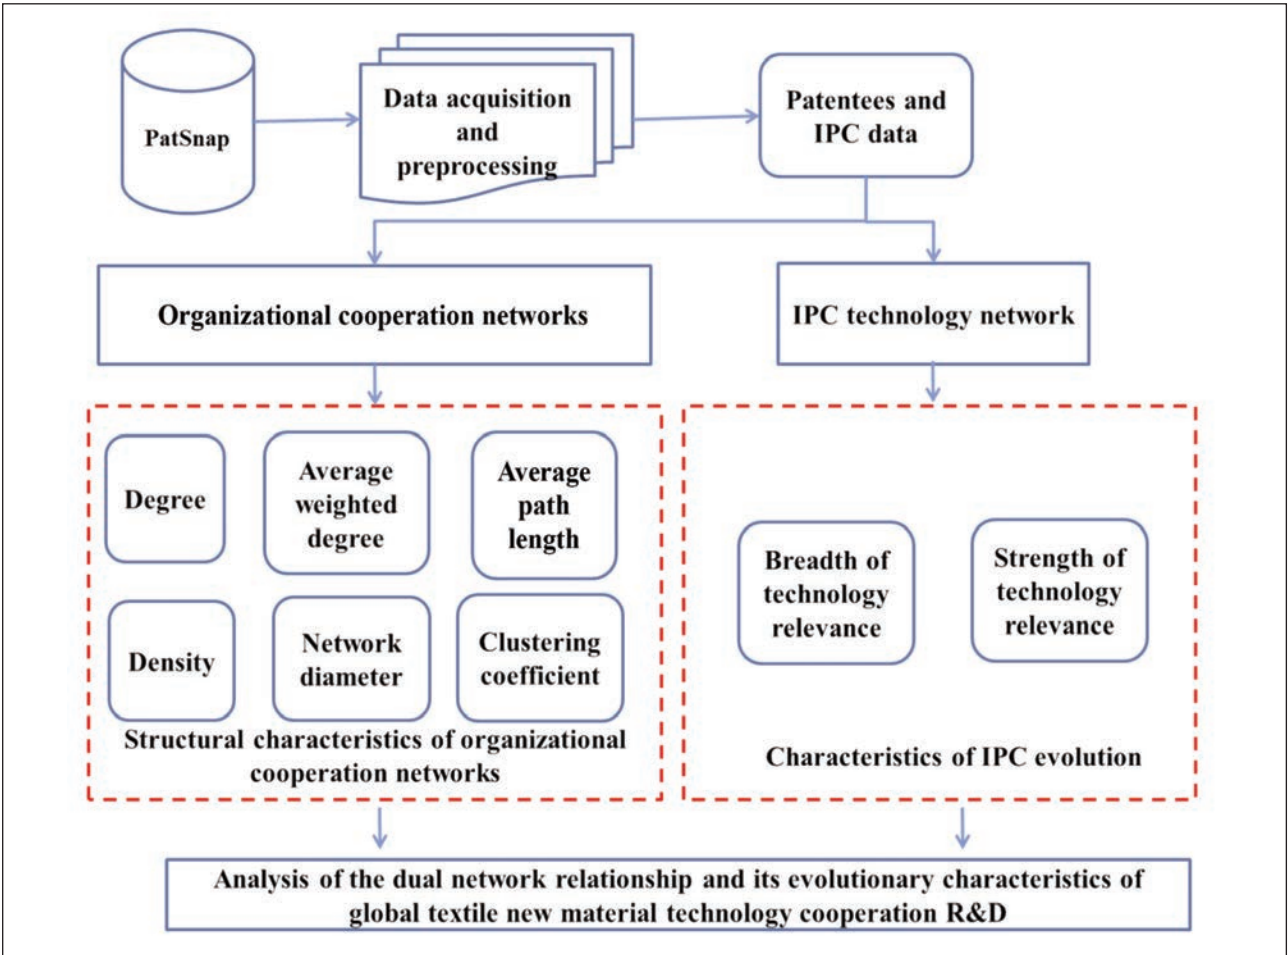 PatSnap
Data acquisition
and
preprocessing
Patentees and
IPC data
Organizational cooperation networks
IPC technology network
Degree
Average
weighted
degree
Average
path
length
Density
Network
diameter
Clustering
coefficient
Structural characteristics of organizational
cooperation networks
Breadth of
technology
relevance
Strength of
technology
relevance
Characteristics of IPC evolution
Analysis of the dual network relationship and its evolutionary characteristics of
global textile new material technology cooperation R&D